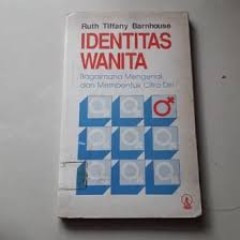 Ruth Tiffany Barnhouse
IDENTITAS
WANITA
Bagaimana Mengenal
dan Membentuk Citra Diri